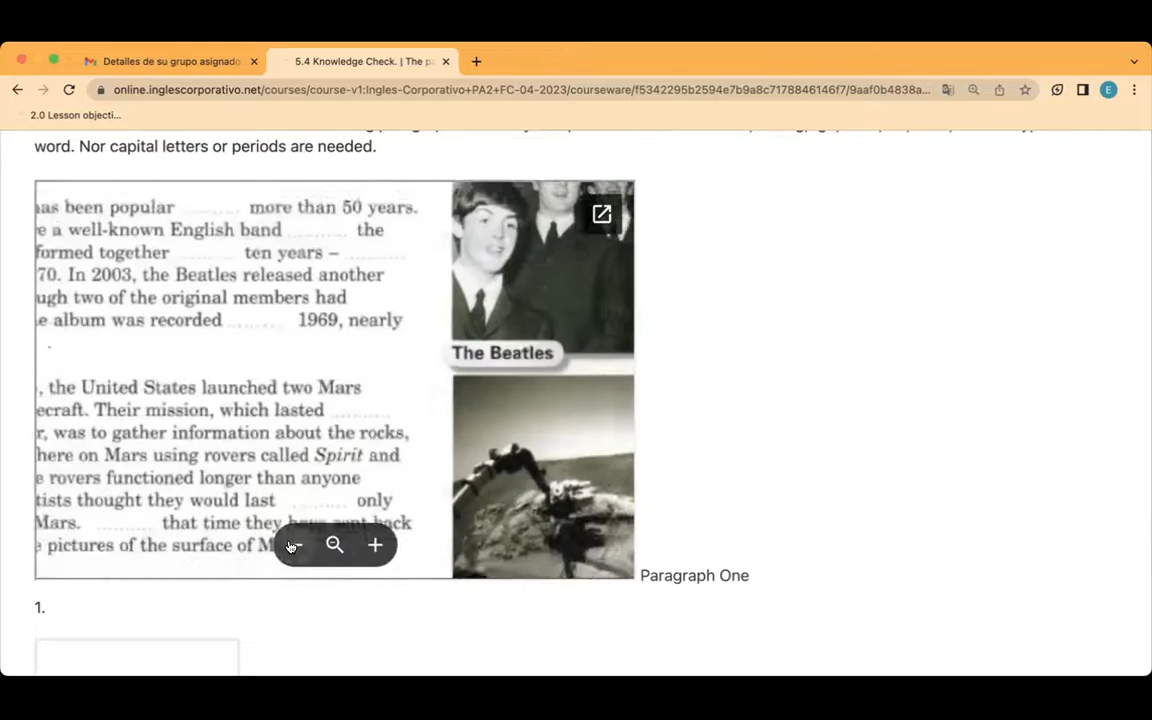 Detalles de su grupo asignado
5.4 Knowledge Check. | The p
online.inglescorporativo.net/courses/course-v1:Ingles-Corporativo+PA2+FC-04-2023/courseware/f5342295b2594e7b9a8c7178846146f7/9aaf0b4838a...
E
2.0 Lesson objecti...
word. Nor capital letters or periods are needed.
has been popular ........ more than 50 years.
e a well-known English band ........ the
formed together ........ ten years – ........
70. In 2003, the Beatles released another
ugh two of the original members had
e album was recorded ........ 1969, nearly
.
The Beatles
, the United States launched two Mars
ecraft. Their mission, which lasted ........
r, was to gather information about the rocks,
here on Mars using rovers called Spirit and
e rovers functioned longer than anyone
tists thought they would last ........ only
Mars. ........ that time they have sent back
e pictures of the surface of M
Paragraph One
1.